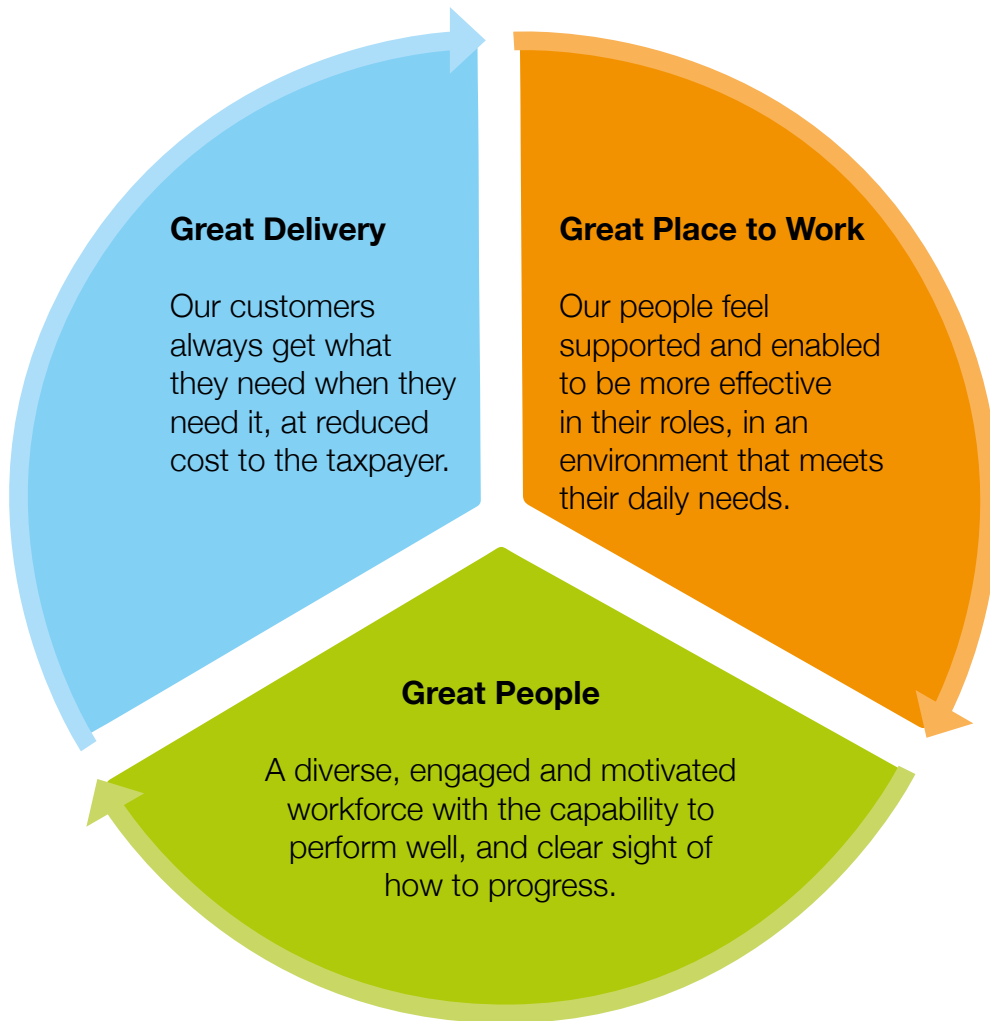 Great Delivery
Our customers
always get what
they need when they
need it, at reduced
cost to the taxpayer.
Great Place to Work
Our people feel
supported and enabled
to be more effective
in their roles, in an
environment that meets
their daily needs.
Great People
A diverse, engaged and motivated
workforce with the capability to
perform well, and clear sight of
how to progress.